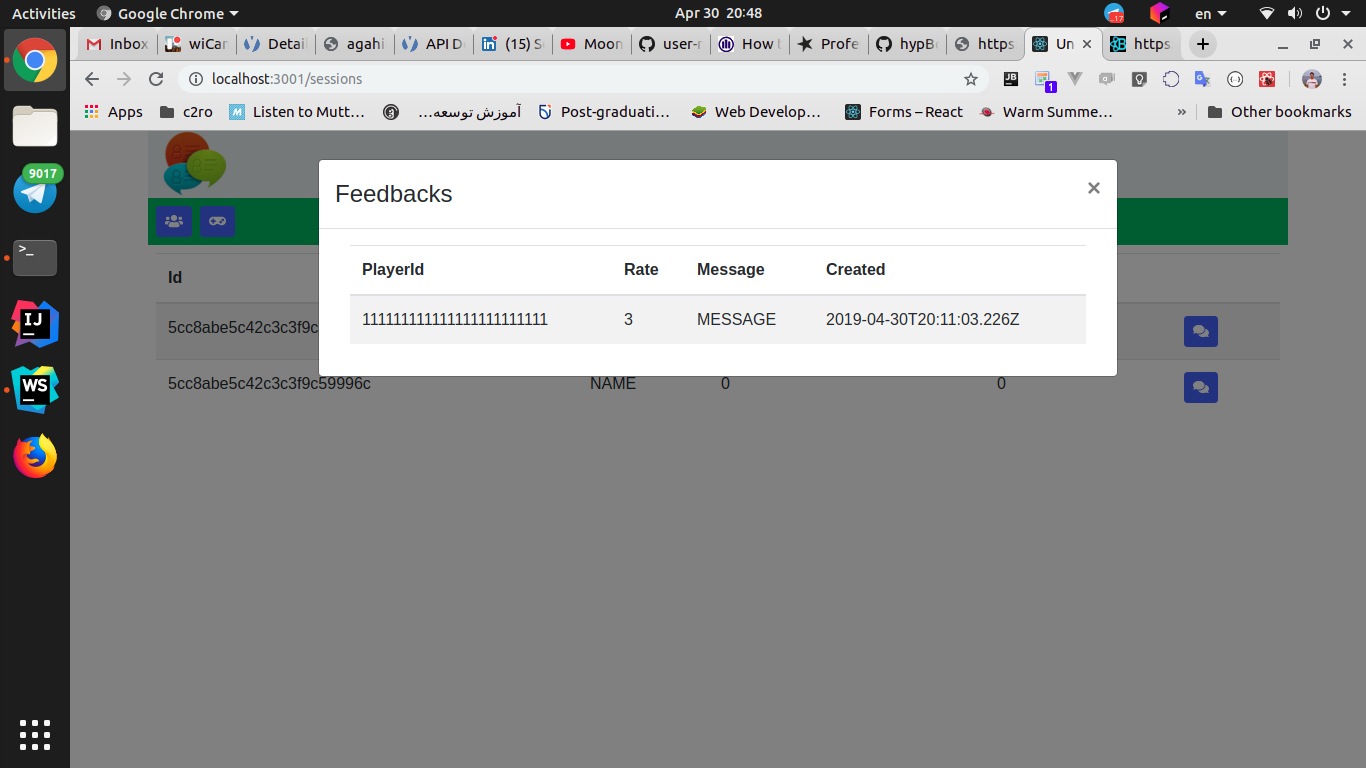 Activities Google Chrome Apr 30 20:48 en
17
Inbox wiCar Detai agahi API D (15) S Moon user-r How t Profe hypB https Un https
localhost:3001/sessions
JB 1
Apps c2ro Listen to Mutt… آموزش توسعه… Post-graduati… Web Develop… Forms – React Warm Summe… » Other bookmarks
9017
>_
IJ
WS
Feedbacks ×
PlayerId Rate Message Created
111111111111111111111111 3 MESSAGE 2019-04-30T20:11:03.226Z
Id
5cc8abe5c42c3c3f9c
5cc8abe5c42c3c3f9c59996c NAME 0 0